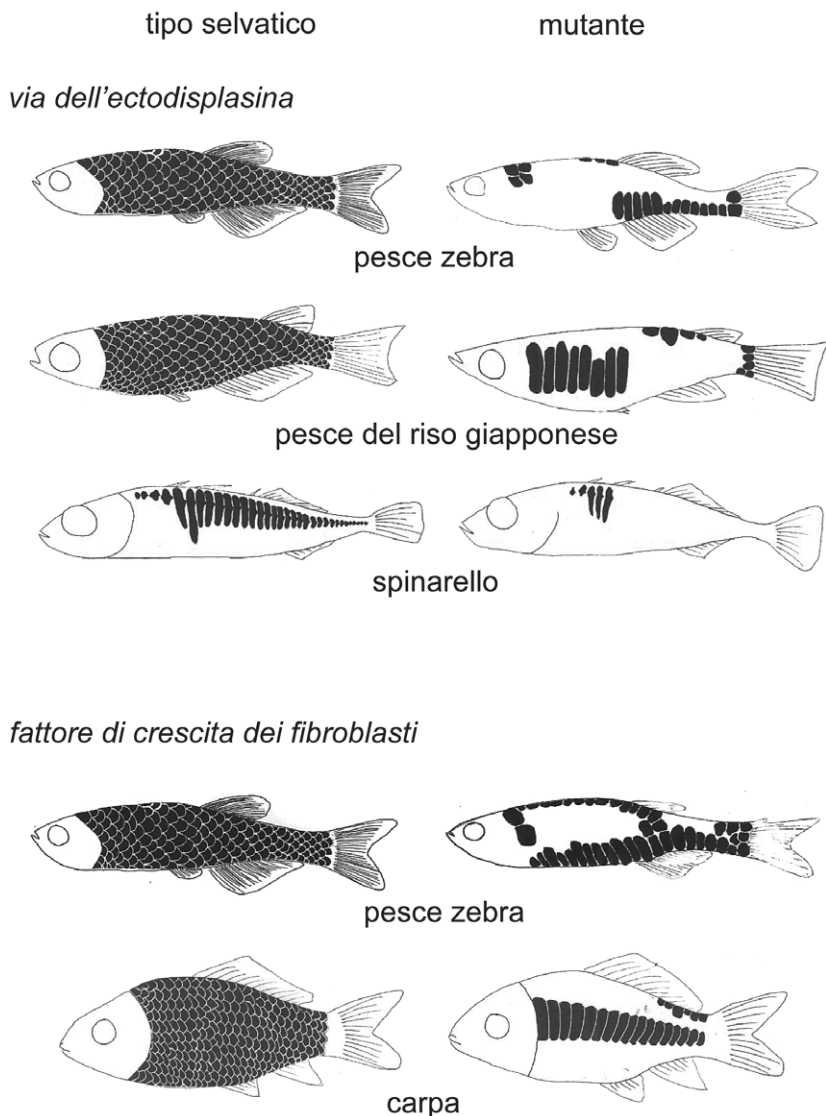 tipo selvatico mutante
via dell'ectodisplasina
pesce zebra
pesce del riso giapponese
spinarello
fattore di crescita dei fibroblasti
pesce zebra
carpa